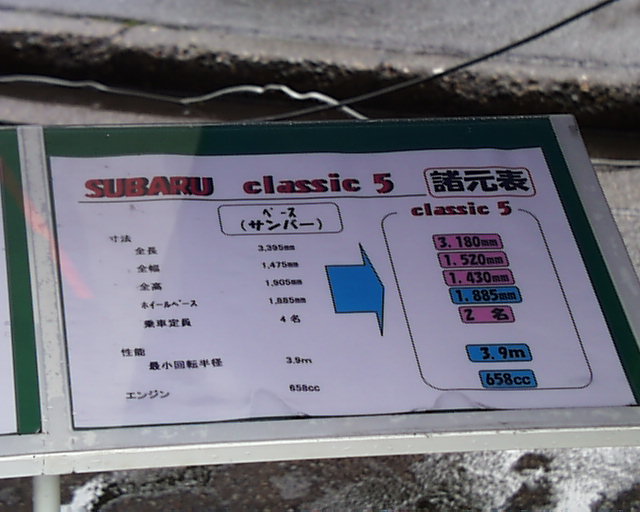 SUBARU classic 5 諸元表
ベース
(サンバー)
classic 5
寸法
全長 3,395mm 3.180mm
全幅 1,475mm 1.520mm
全高 1,905mm 1.430mm
ホイールベース 1,885mm 1.885mm
乗車定員 4名 2 名
性能
最小回転半径 3.9m 3.9m
エンジン 658cc 658cc